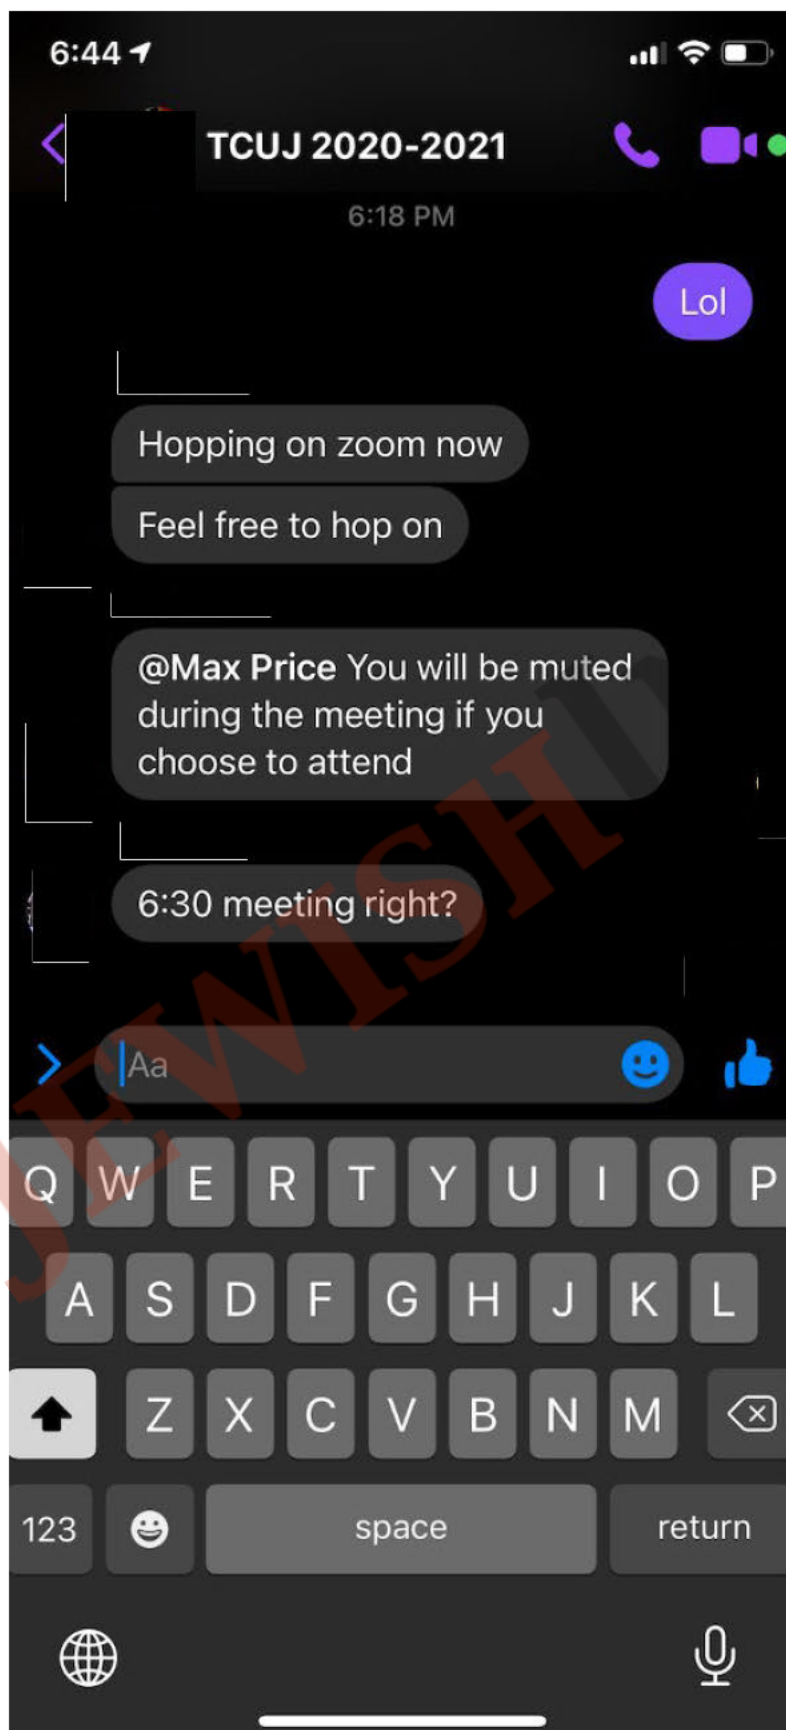 6:44
TCUJ 2020-2021
6:18 PM
Lol
Hopping on zoom now
Feel free to hop on
@Max Price You will be muted
during the meeting if you
choose to attend
6:30 meeting right?
Aa
JEWISH
Q W E R T Y U I O P
A S D F G H J K L
Z X C V B N M
123 space return